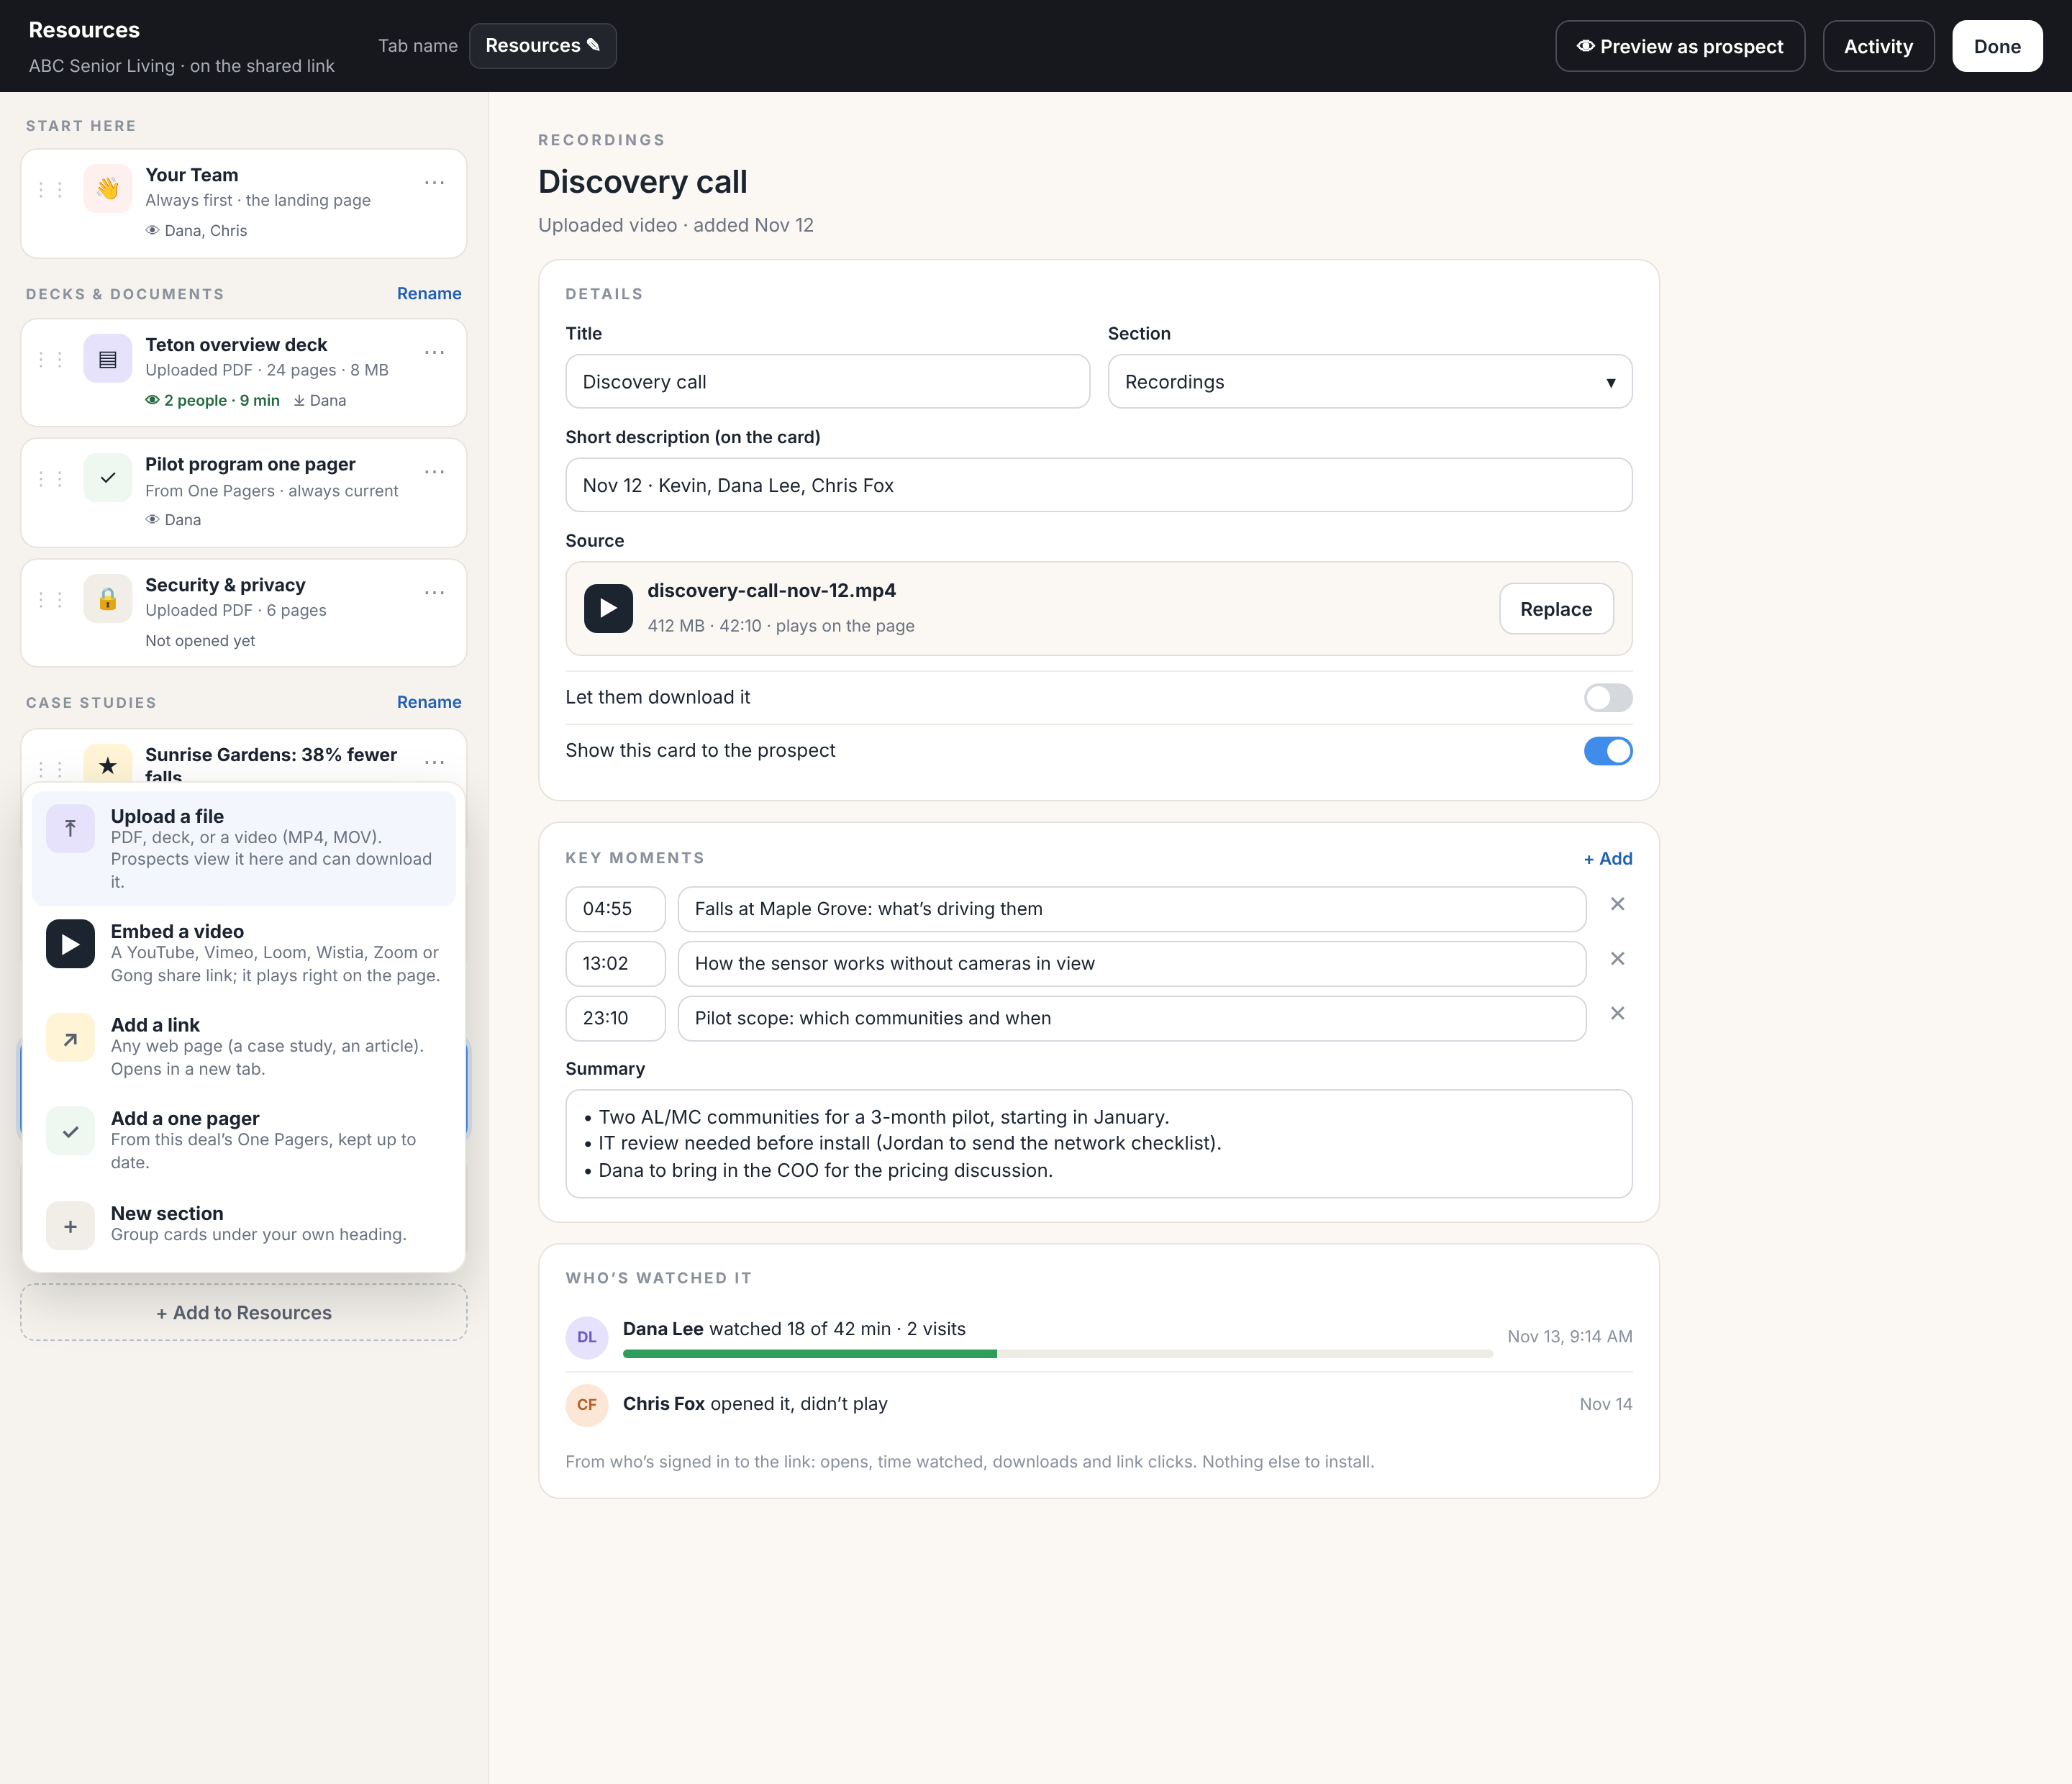 Resources
ABC Senior Living · on the shared link
Tab name
Resources ✎
Preview as prospect
Activity
Done
START HERE
Your Team
Always first · the landing page
Dana, Chris
DECKS & DOCUMENTS
Rename
Teton overview deck
Uploaded PDF · 24 pages · 8 MB
2 people · 9 min
Dana
Pilot program one pager
From One Pagers · always current
Dana
Security & privacy
Uploaded PDF · 6 pages
Not opened yet
CASE STUDIES
Rename
Sunrise Gardens: 38% fewer
falls
Upload a file
PDF, deck, or a video (MP4, MOV).
Prospects view it here and can download
it.
Embed a video
A YouTube, Vimeo, Loom, Wistia, Zoom or
Gong share link; it plays right on the page.
Add a link
Any web page (a case study, an article).
Opens in a new tab.
Add a one pager
From this deal’s One Pagers, kept up to
date.
New section
Group cards under your own heading.
+ Add to Resources
RECORDINGS
Discovery call
Uploaded video · added Nov 12
DETAILS
Title
Section
Discovery call
Recordings
Short description (on the card)
Nov 12 · Kevin, Dana Lee, Chris Fox
Source
discovery-call-nov-12.mp4
412 MB · 42:10 · plays on the page
Replace
Let them download it
Show this card to the prospect
KEY MOMENTS
+ Add
04:55
Falls at Maple Grove: what’s driving them
13:02
How the sensor works without cameras in view
23:10
Pilot scope: which communities and when
Summary
• Two AL/MC communities for a 3-month pilot, starting in January.
• IT review needed before install (Jordan to send the network checklist).
• Dana to bring in the COO for the pricing discussion.
WHO’S WATCHED IT
DL
Dana Lee watched 18 of 42 min · 2 visits
Nov 13, 9:14 AM
CF
Chris Fox opened it, didn’t play
Nov 14
From who’s signed in to the link: opens, time watched, downloads and link clicks. Nothing else to install.